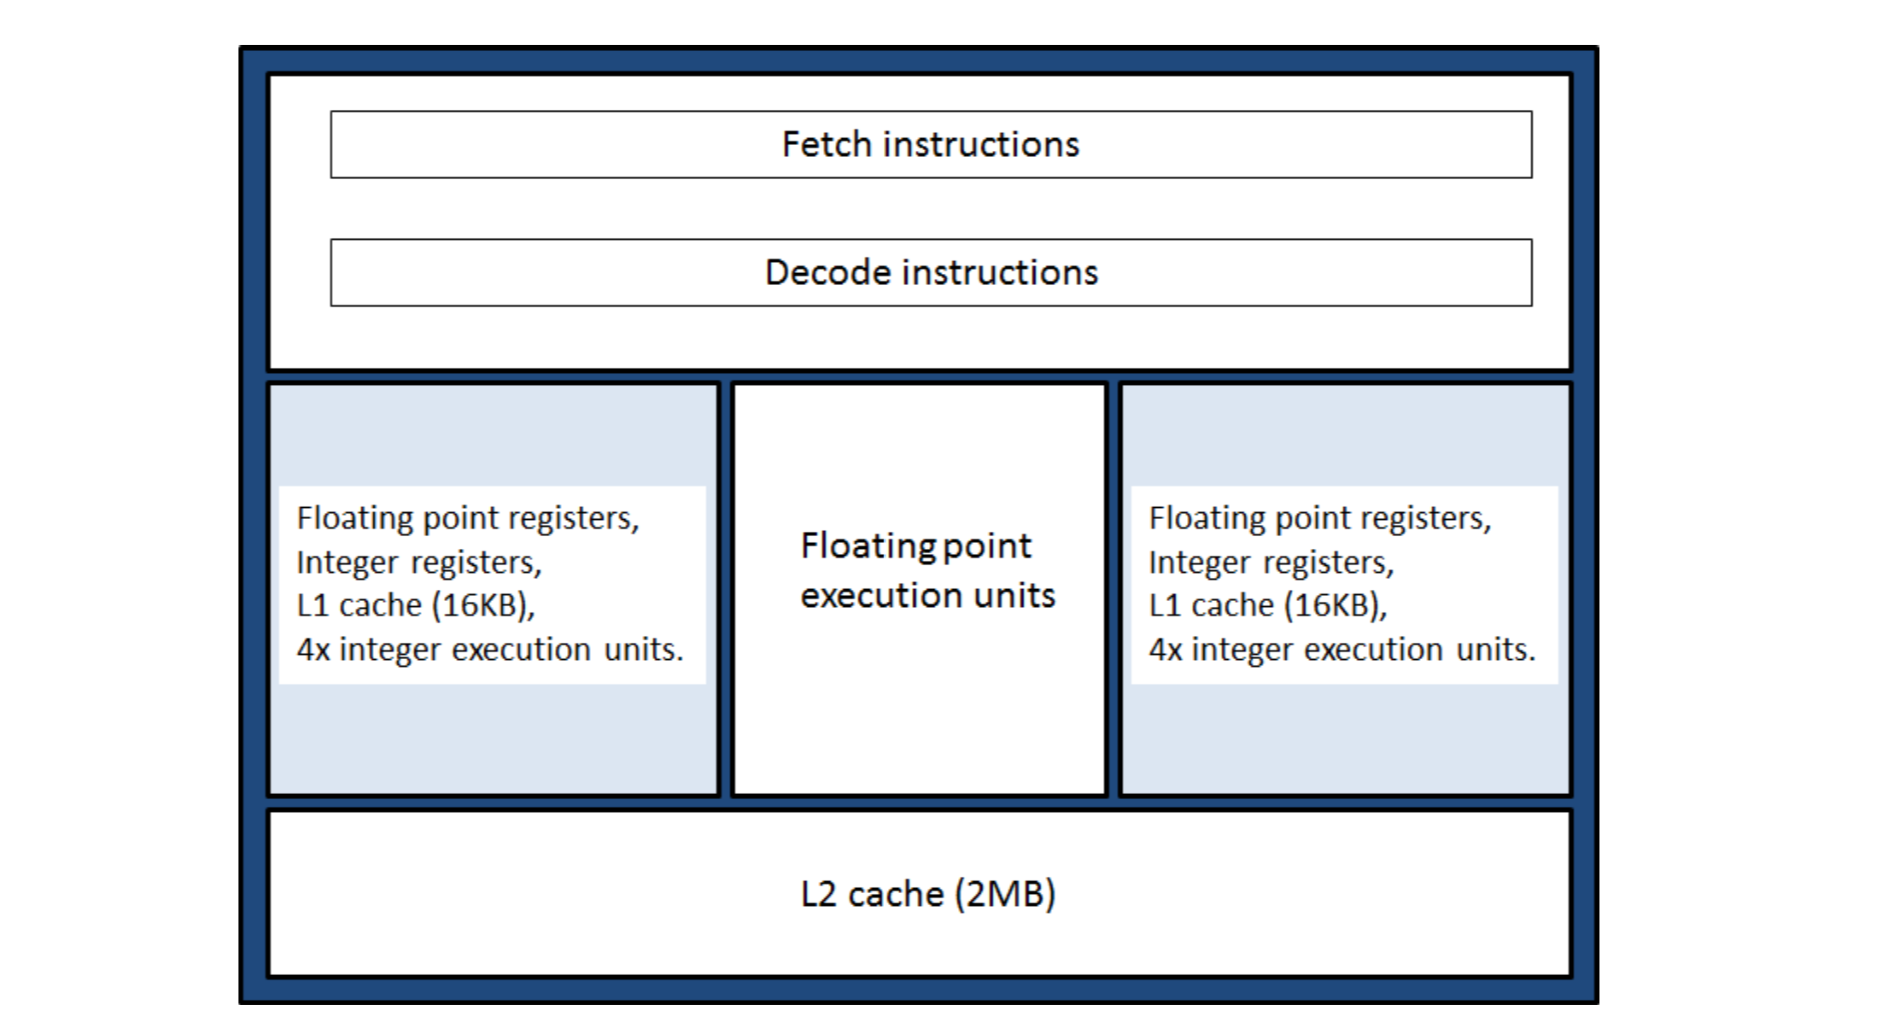 Fetch instructions
Decode instructions
Floating point registers,
Integer registers,
L1 cache (16KB),
4x integer execution units.
Floating point
execution units
Floating point registers,
Integer registers,
L1 cache (16KB),
4x integer execution units.
L2 cache (2MB)